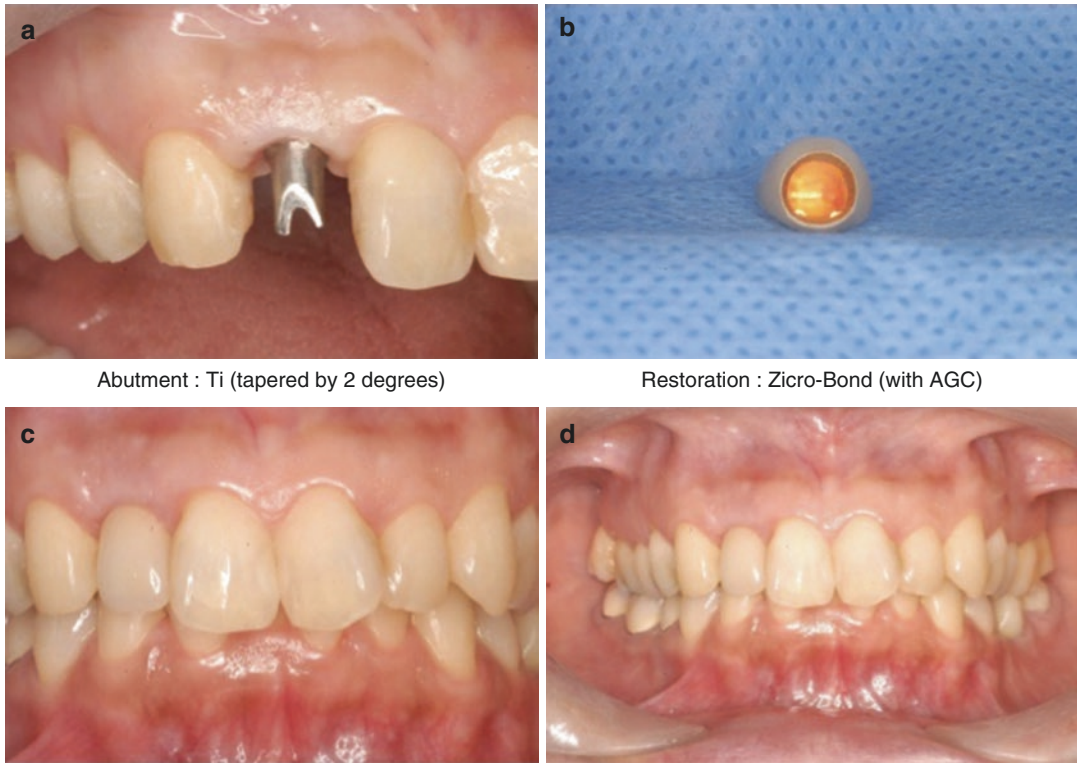 a
b
Abutment : Ti (tapered by 2 degrees)
Restoration : Zicro-Bond (with AGC)
c
d